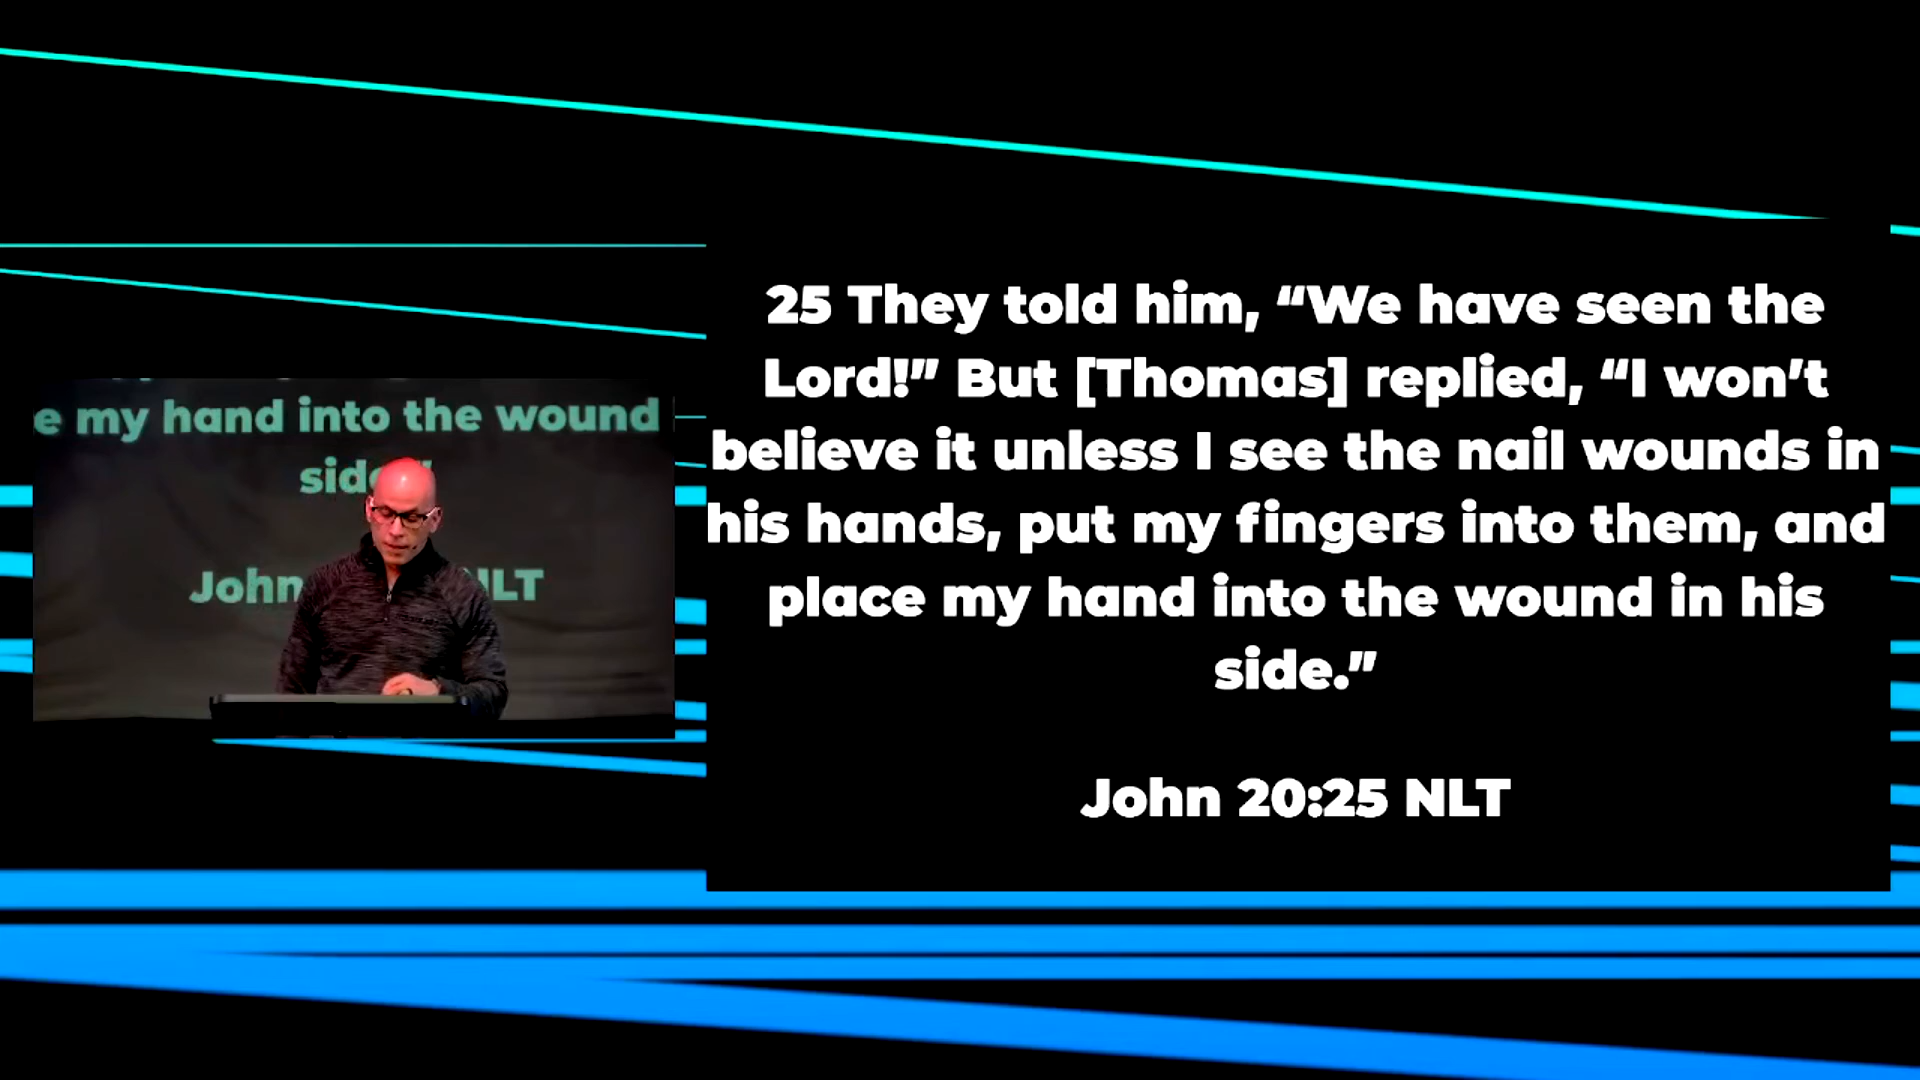 25 They told him, “We have seen the
Lord!” But [Thomas] replied, “I won’t
believe it unless I see the nail wounds in
his hands, put my fingers into them, and
place my hand into the wound in his
side.”
John 20:25 NLT
my hand into the wound
side.”
John NLT